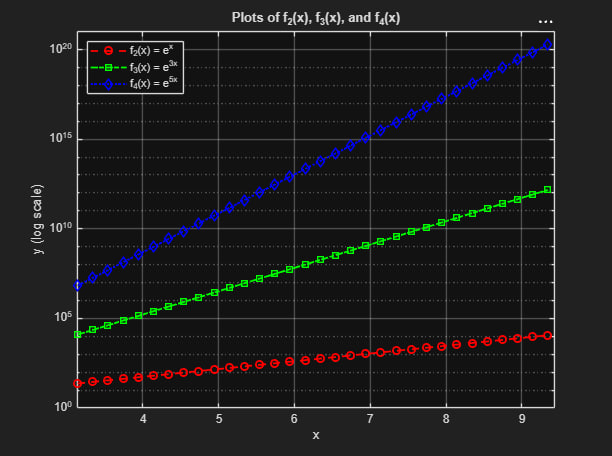 Plots of f₂(x), f₃(x), and f₄(x)
...
f₂(x) = eˣ
f₃(x) = e³ˣ
f₄(x) = e⁵ˣ
10²⁰
10¹⁵
10¹⁰
10⁵
10⁰
y (log scale)
4 5 6 7 8 9
x